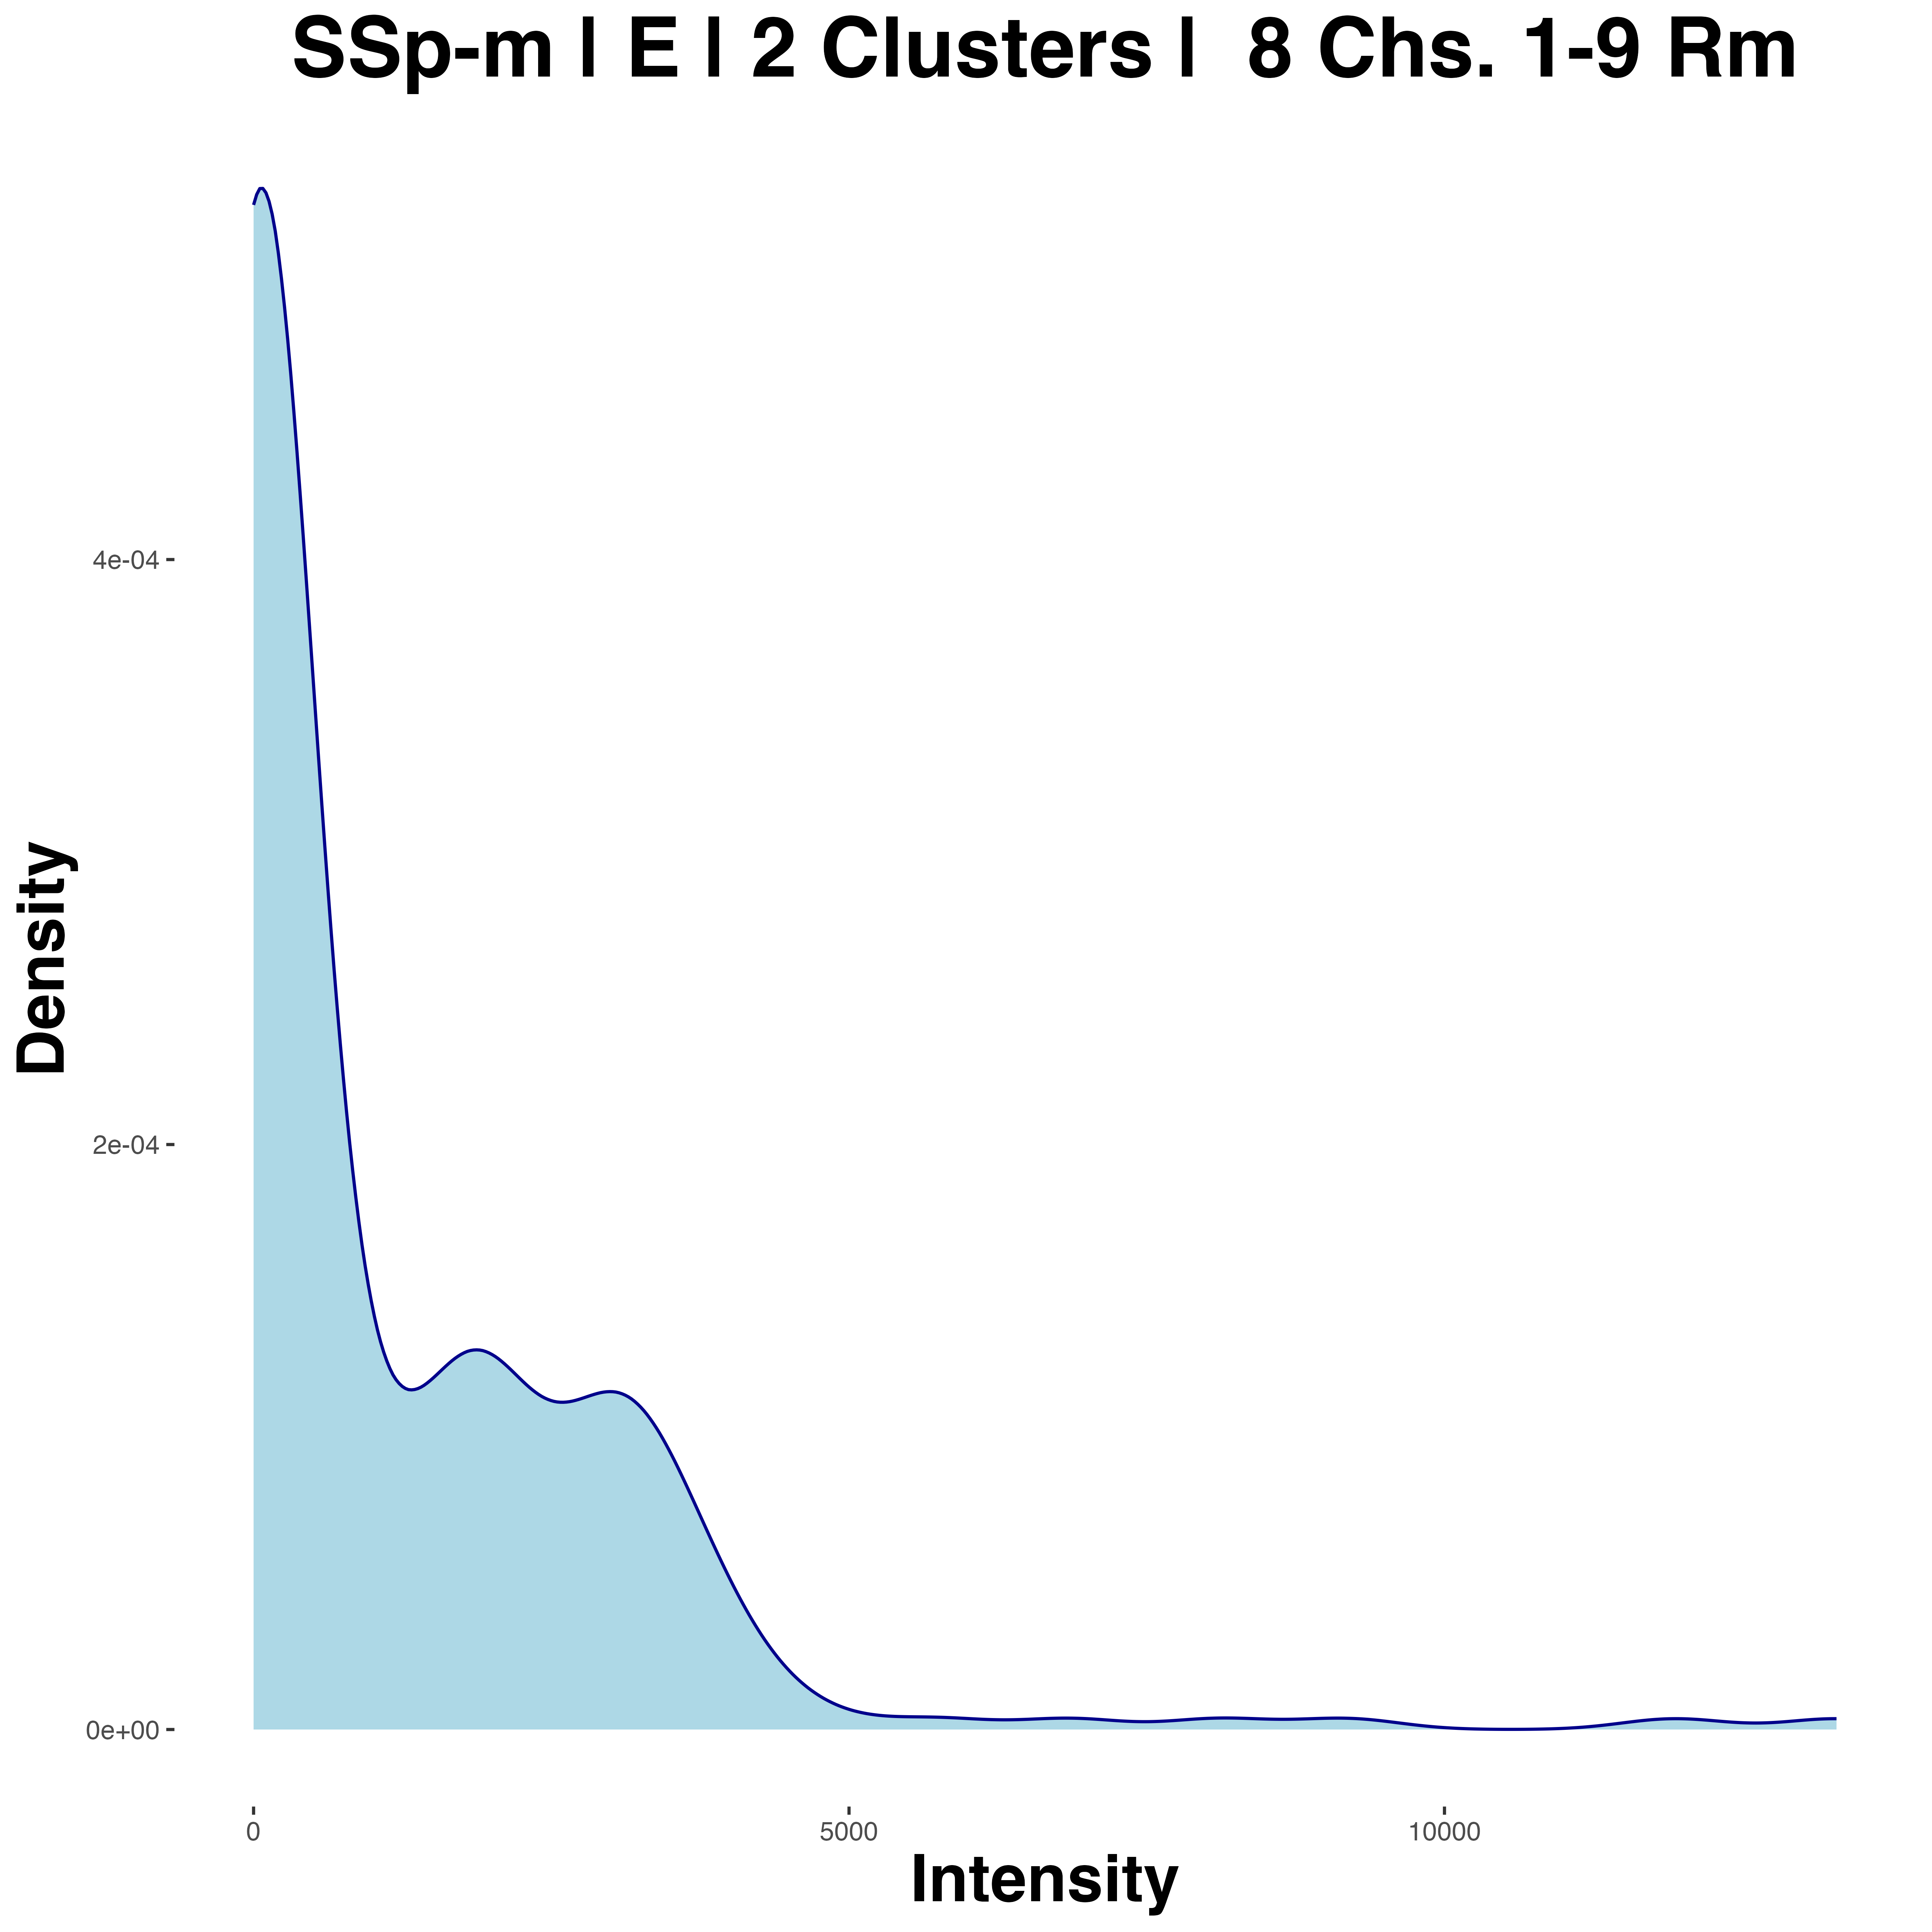 SSp-m | E | 2 Clusters |  8 Chs. 1-9 Rm
Density
4e-04
2e-04
0e+00
0
5000
10000
Intensity